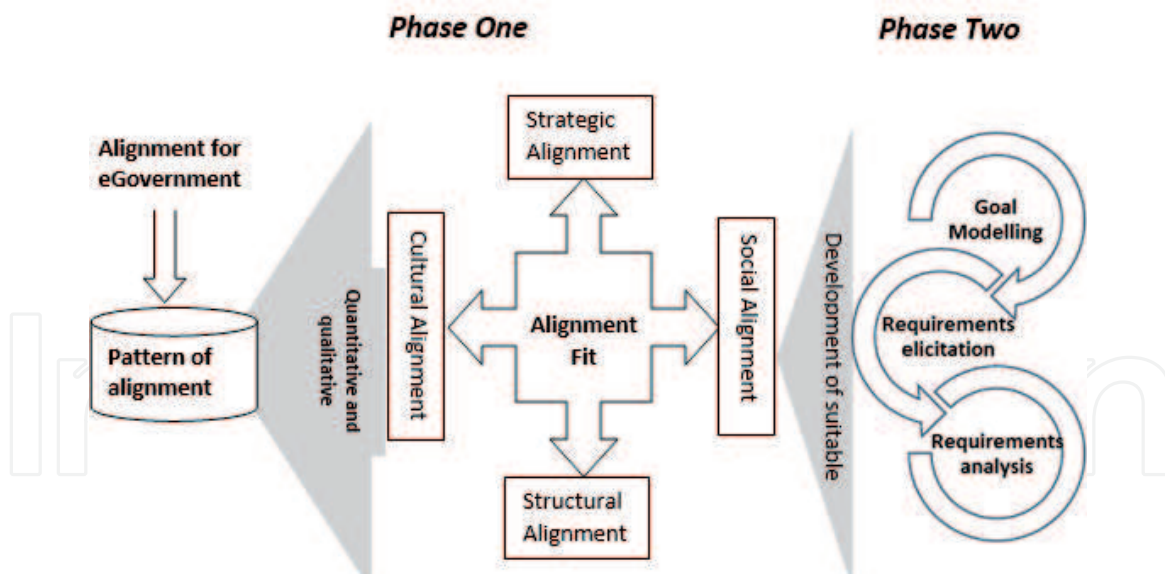 Phase One
Phase Two
Alignment for
eGovernment
Pattern of
alignment
Quantitative and
qualitative
Cultural Alignment
Strategic
Alignment
Alignment
Fit
Structural
Alignment
Social Alignment
Development of suitable
Goal
Modelling
Requirements
elicitation
Requirements
analysis